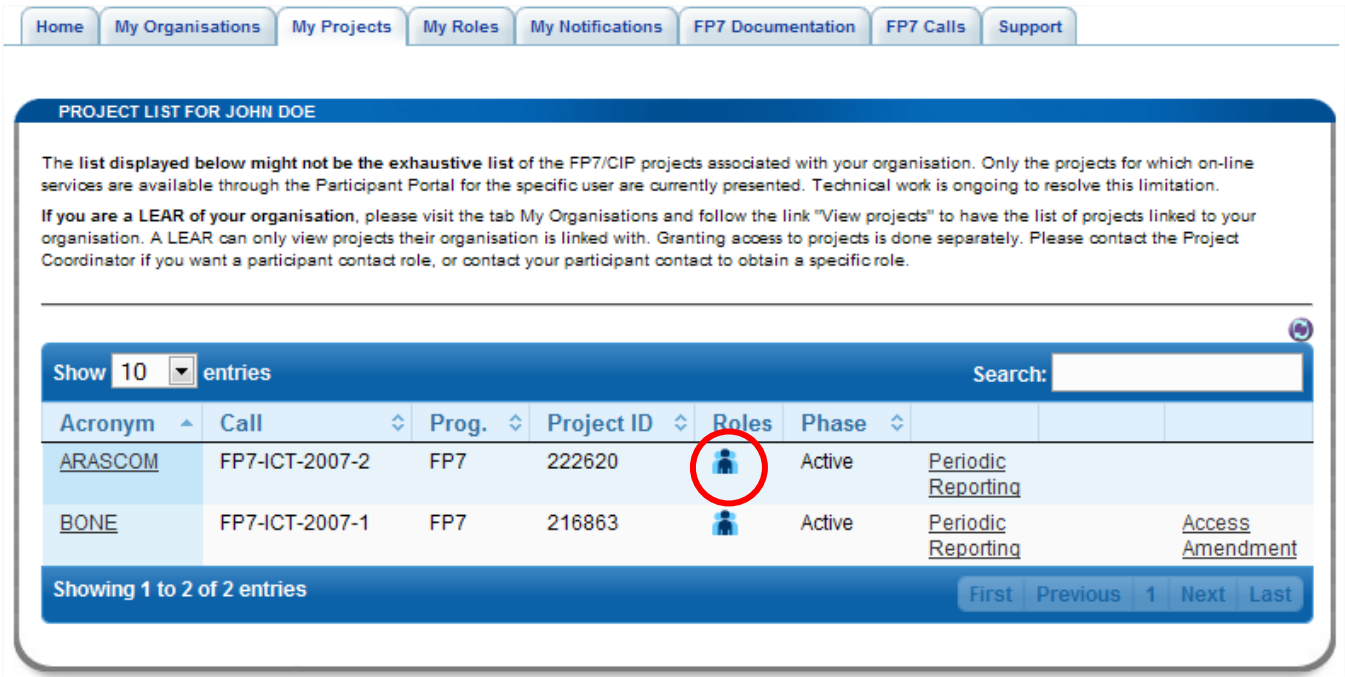 Home My Organisations My Projects My Roles My Notifications FP7 Documentation FP7 Calls Support
PROJECT LIST FOR JOHN DOE
The list displayed below might not be the exhaustive list of the FP7/CIP projects associated with your organisation. Only the projects for which on-line
services are available through the Participant Portal for the specific user are currently presented. Technical work is ongoing to resolve this limitation.
If you are a LEAR of your organisation, please visit the tab My Organisations and follow the link "View projects" to have the list of projects linked to your
organisation. A LEAR can only view projects their organisation is linked with. Granting access to projects is done separately. Please contact the Project
Coordinator if you want a participant contact role, or contact your participant contact to obtain a specific role.
Show 10 entries Search:
Acronym Call Prog. Project ID Roles Phase
ARASCOM FP7-ICT-2007-2 FP7 222620 Active Periodic
Reporting
BONE FP7-ICT-2007-1 FP7 216863 Active Periodic Access
Reporting Amendment
Showing 1 to 2 of 2 entries First Previous 1 Next Last